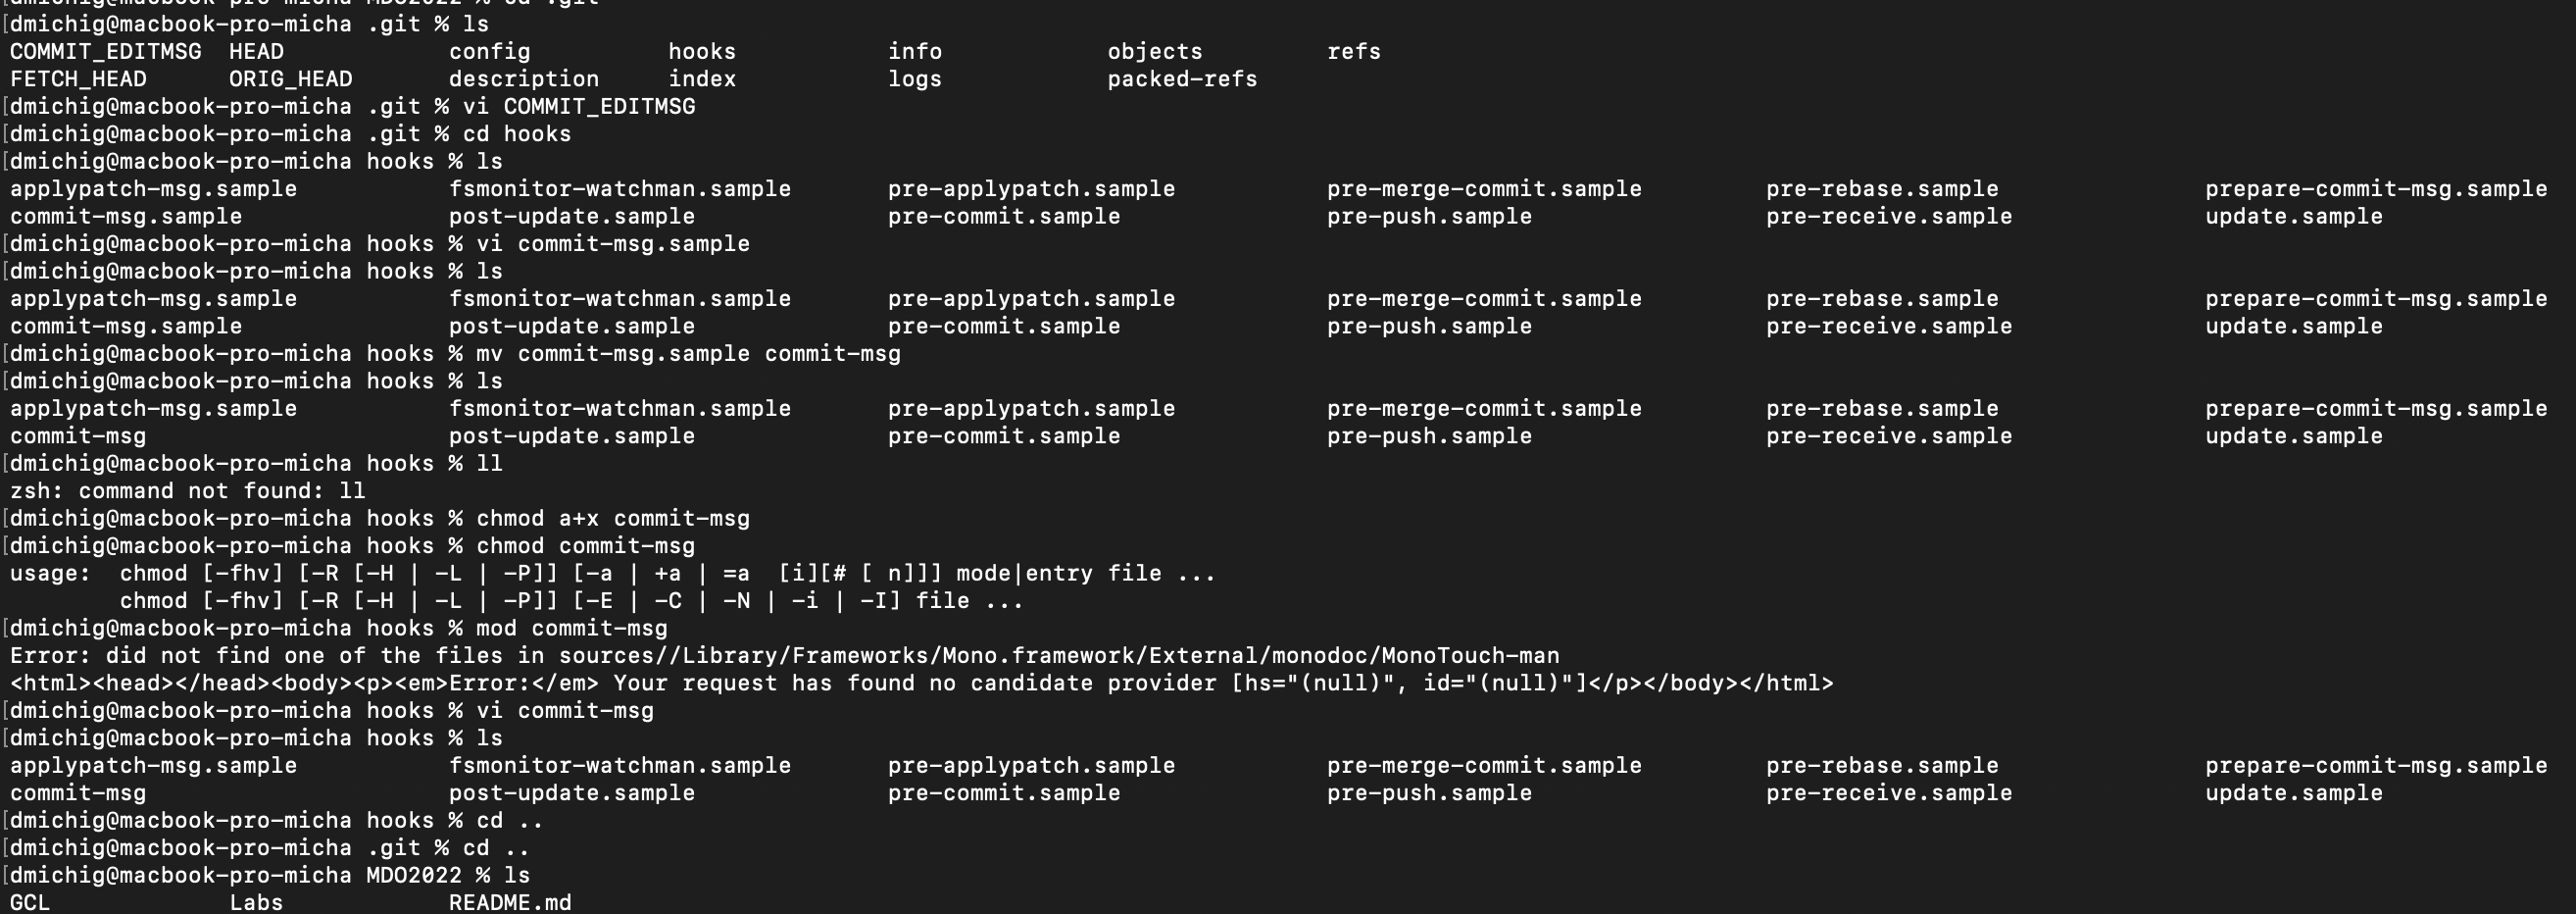 [dmichig@macbook-pro-micha MDO2022 % cd .git
[dmichig@macbook-pro-micha .git % ls
COMMIT_EDITMSG  HEAD            config          hooks           info            objects         refs
FETCH_HEAD      ORIG_HEAD       description     index           logs            packed-refs
[dmichig@macbook-pro-micha .git % vi COMMIT_EDITMSG
[dmichig@macbook-pro-micha .git % cd hooks
[dmichig@macbook-pro-micha hooks % ls
applypatch-msg.sample           fsmonitor-watchman.sample       pre-applypatch.sample           pre-merge-commit.sample         pre-rebase.sample               prepare-commit-msg.sample
commit-msg.sample               post-update.sample              pre-commit.sample               pre-push.sample                 pre-receive.sample              update.sample
[dmichig@macbook-pro-micha hooks % vi commit-msg.sample
[dmichig@macbook-pro-micha hooks % ls
applypatch-msg.sample           fsmonitor-watchman.sample       pre-applypatch.sample           pre-merge-commit.sample         pre-rebase.sample               prepare-commit-msg.sample
commit-msg.sample               post-update.sample              pre-commit.sample               pre-push.sample                 pre-receive.sample              update.sample
[dmichig@macbook-pro-micha hooks % mv commit-msg.sample commit-msg
[dmichig@macbook-pro-micha hooks % ls
applypatch-msg.sample           fsmonitor-watchman.sample       pre-applypatch.sample           pre-merge-commit.sample         pre-rebase.sample               prepare-commit-msg.sample
commit-msg                      post-update.sample              pre-commit.sample               pre-push.sample                 pre-receive.sample              update.sample
[dmichig@macbook-pro-micha hooks % ll
zsh: command not found: ll
[dmichig@macbook-pro-micha hooks % chmod a+x commit-msg
[dmichig@macbook-pro-micha hooks % chmod commit-msg
usage:  chmod [-fhv] [-R [-H | -L | -P]] [-a | +a | =a  [i][# [ n]]] mode|entry file ...
        chmod [-fhv] [-R [-H | -L | -P]] [-E | -C | -N | -i | -I] file ...
[dmichig@macbook-pro-micha hooks % mod commit-msg
Error: did not find one of the files in sources//Library/Frameworks/Mono.framework/External/monodoc/MonoTouch-man
<html><head></head><body><p><em>Error:</em> Your request has found no candidate provider [hs="(null)", id="(null)"]</p></body></html>
[dmichig@macbook-pro-micha hooks % vi commit-msg
[dmichig@macbook-pro-micha hooks % ls
applypatch-msg.sample           fsmonitor-watchman.sample       pre-applypatch.sample           pre-merge-commit.sample         pre-rebase.sample               prepare-commit-msg.sample
commit-msg                      post-update.sample              pre-commit.sample               pre-push.sample                 pre-receive.sample              update.sample
[dmichig@macbook-pro-micha hooks % cd ..
[dmichig@macbook-pro-micha .git % cd ..
[dmichig@macbook-pro-micha MDO2022 % ls
GCL             Labs            README.md